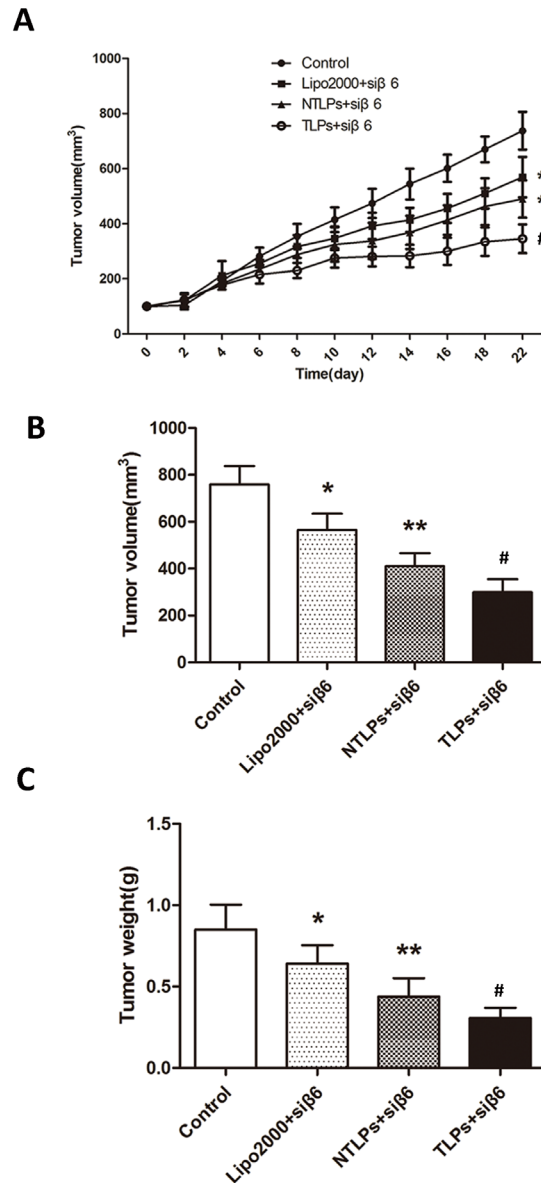 A
Control
Lipo2000+siβ 6
NTLPs+siβ 6
TLPs+siβ 6
Tumor volume(mm3)
1000
800
600
400
200
0
*
*
#
0 2 4 6 8 10 12 14 16 18 22
Time(day)
B
Tumor volume(mm3)
1000
800
600
400
200
0
*
**
#
Control
Lipo2000+siβ6
NTLPs+siβ6
TLPs+siβ6
C
Tumor weight(g)
1.5
1.0
0.5
0.0
*
**
#
Control
Lipo2000+siβ6
NTLPs+siβ6
TLPs+siβ6